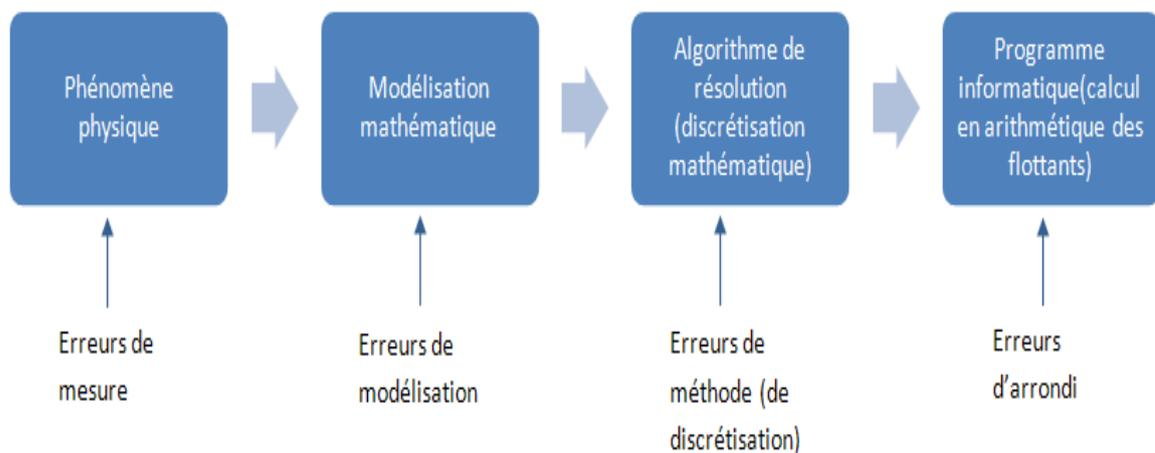 Phénomène
physique
Modélisation
mathématique
Algorithme de
résolution
(discrétisation
mathématique)
Programme
informatique(calcul
en arithmétique des
flottants)
Erreurs de
mesure
Erreurs de
modélisation
Erreurs de
méthode (de
discrétisation)
Erreurs
d'arrondi